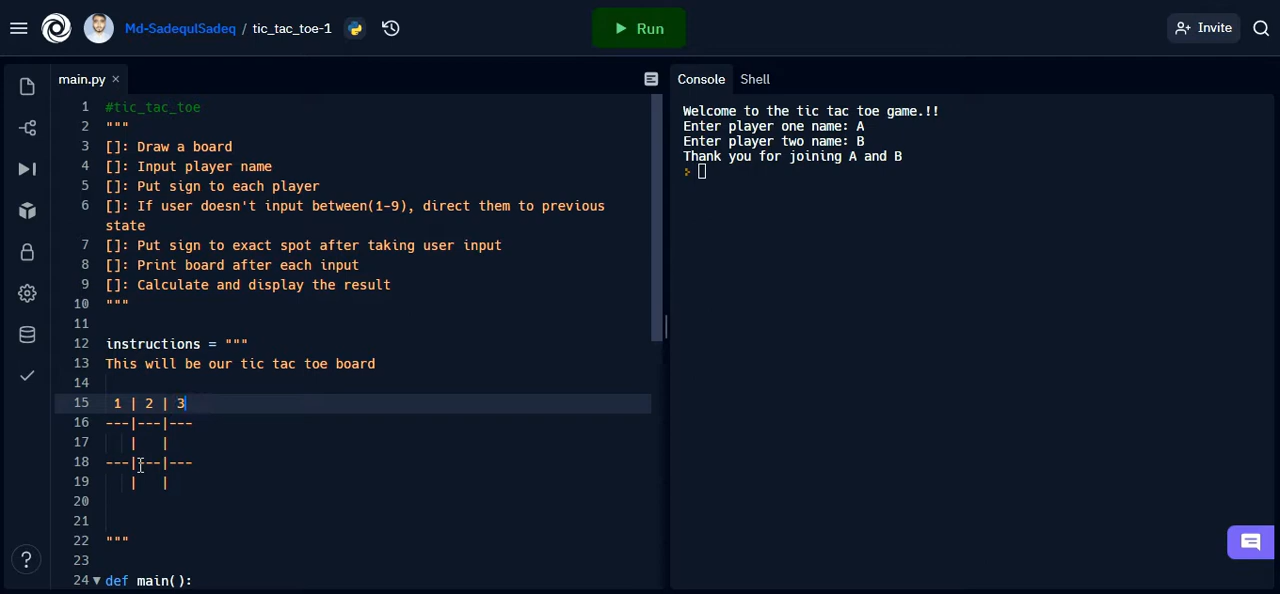 Md-SadequlSadeq / tic_tac_toe-1
Run
Invite
main.py ×
Console
Shell
1 #tic_tac_toe
2 """
3 []: Draw a board
4 []: Input player name
5 []: Put sign to each player
6 []: If user doesn't input between(1-9), direct them to previous
state
7 []: Put sign to exact spot after taking user input
8 []: Print board after each input
9 []: Calculate and display the result
10 """
11
12 instructions = """
13 This will be our tic tac toe board
14
15  1 | 2 | 3
16 ---|---|---
17    |   |
18 ---|---|---
19    |   |
20
21
22 """
23
24 def main():
Welcome to the tic tac toe game.!!
Enter player one name: A
Enter player two name: B
Thank you for joining A and B
?